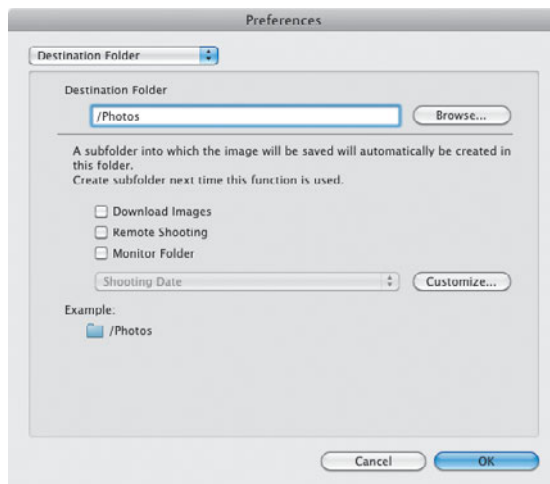 Preferences
Destination Folder
Destination Folder
/Photos
Browse...
A subfolder into which the image will be saved will automatically be created in
this folder.
Create subfolder next time this function is used.
Download Images
Remote Shooting
Monitor Folder
Shooting Date
Customize...
Example:
/Photos
Cancel
OK